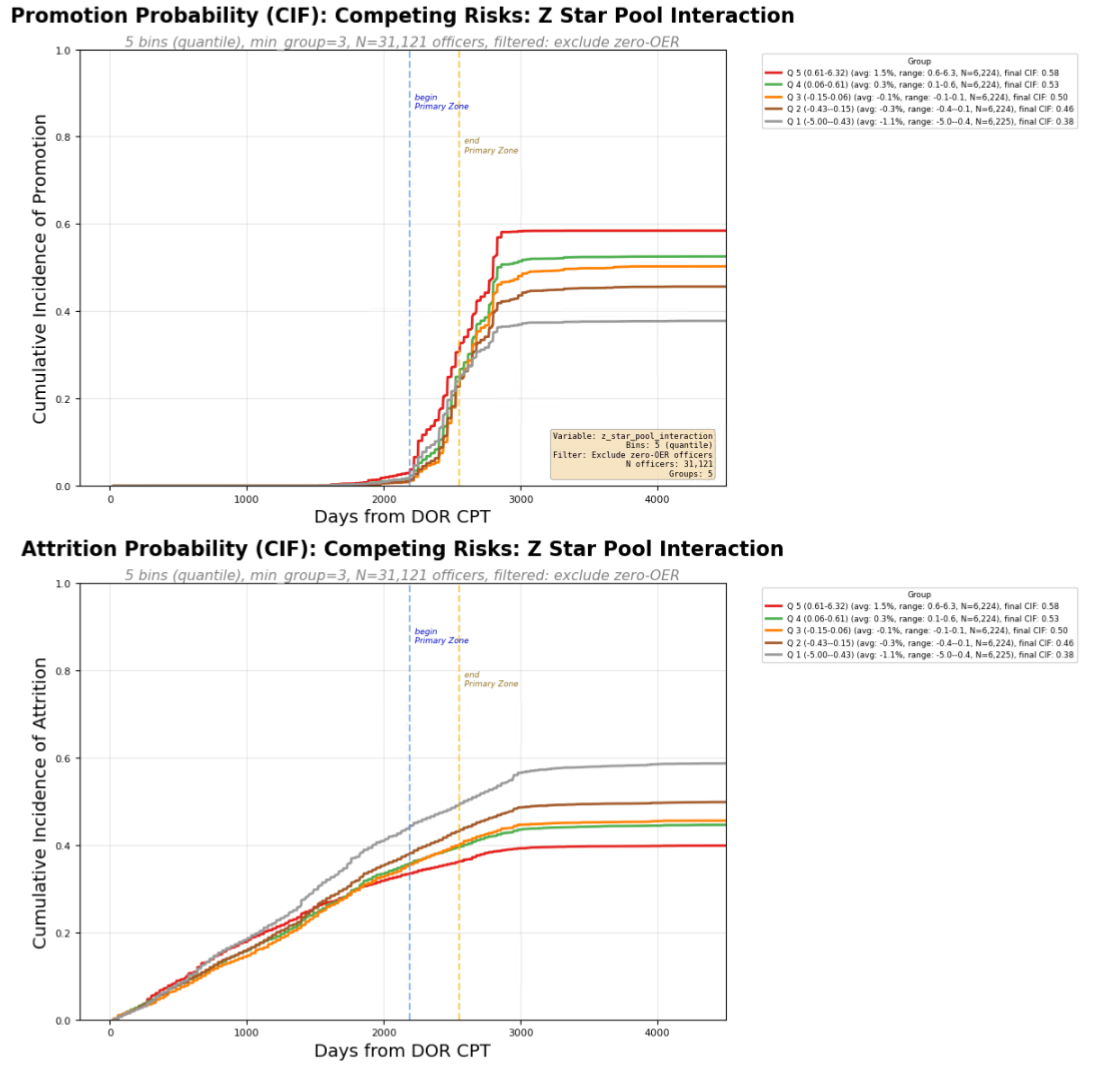 Promotion Probability (CIF): Competing Risks: Z Star Pool Interaction
5 bins (quantile), min_group=3, N=31,121 officers, filtered: exclude zero-OER
1.0
0.8
0.6
0.4
0.2
0.0
Cumulative Incidence of Promotion
begin
Primary Zone
end
Primary Zone
Variable: z_star_pool_interaction
Bins: 5 (quantile)
Filter: Exclude zero-OER officers
N officers: 31,121
Groups: 5
0 1000 2000 3000 4000
Days from DOR CPT
Group
Q 5 (0.61-6.32) (avg: 1.5%, range: 0.6-6.3, N=6,224), final CIF: 0.58
Q 4 (0.06-0.61) (avg: 0.3%, range: 0.1-0.6, N=6,224), final CIF: 0.53
Q 3 (-0.15-0.06) (avg: -0.1%, range: -0.1-0.1, N=6,224), final CIF: 0.50
Q 2 (-0.43--0.15) (avg: -0.3%, range: -0.4--0.1, N=6,224), final CIF: 0.46
Q 1 (-5.00--0.43) (avg: -1.1%, range: -5.0--0.4, N=6,225), final CIF: 0.38
Attrition Probability (CIF): Competing Risks: Z Star Pool Interaction
5 bins (quantile), min_group=3, N=31,121 officers, filtered: exclude zero-OER
1.0
0.8
0.6
0.4
0.2
0.0
Cumulative Incidence of Attrition
begin
Primary Zone
end
Primary Zone
0 1000 2000 3000 4000
Days from DOR CPT
Group
Q 5 (0.61-6.32) (avg: 1.5%, range: 0.6-6.3, N=6,224), final CIF: 0.58
Q 4 (0.06-0.61) (avg: 0.3%, range: 0.1-0.6, N=6,224), final CIF: 0.53
Q 3 (-0.15-0.06) (avg: -0.1%, range: -0.1-0.1, N=6,224), final CIF: 0.50
Q 2 (-0.43--0.15) (avg: -0.3%, range: -0.4--0.1, N=6,224), final CIF: 0.46
Q 1 (-5.00--0.43) (avg: -1.1%, range: -5.0--0.4, N=6,225), final CIF: 0.38